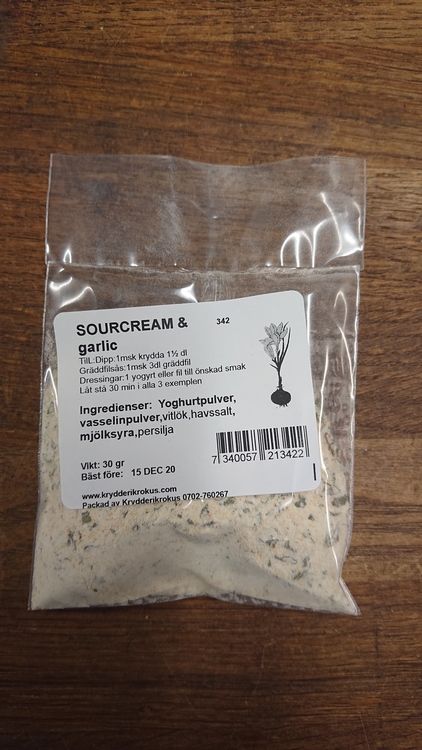 SOURCREAM & 342
garlic
TilL:Dipp:1msk krydda 1½ dl
Gräddfilsås:1msk 3dl gräddfil
Dressingar:1 yogyrt eller fil till önskad smak
Låt stå 30 min i alla 3 exemplen
Ingredienser: Yoghurtpulver,
vasselinpulver,vitlök,havssalt,
mjölksyra,persilja
Vikt: 30 gr
Bäst före: 15 DEC 20
7 340057 213422
www.krydderikrokus.com
Packad av Krydderikrokus 0702-760267